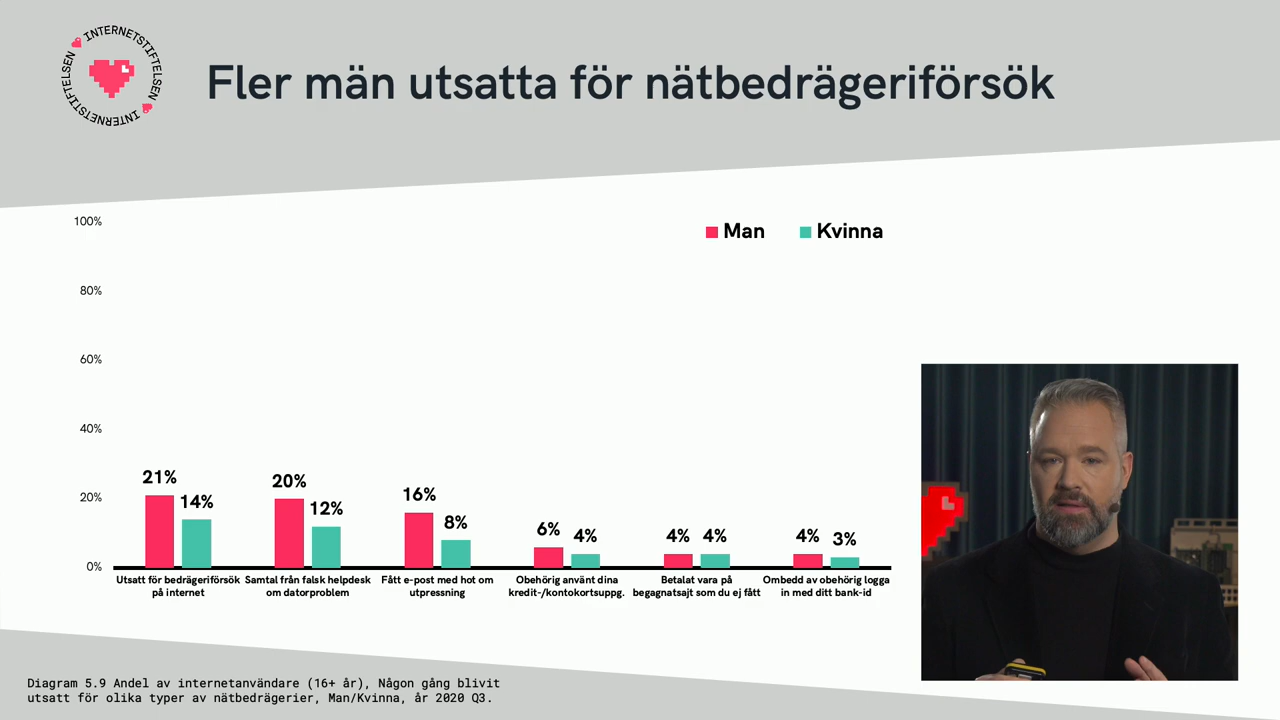 INTERNETSTIFTELSEN INTERNETSTIFTELSEN
Fler män utsatta för nätbedrägeriförsök
100%
80%
60%
40%
20%
0%
Man
Kvinna
21%
14%
20%
12%
16%
8%
6%
4%
4%
4%
4%
3%
Utsatt för bedrägeriförsök
på internet
Samtal från falsk helpdesk
om datorproblem
Fått e-post med hot om
utpressning
Obehörig använt dina
kredit-/kontokortsuppg.
Betalat vara på
begagnatsajt som du ej fått
Ombedd av obehörig logga
in med ditt bank-id
Diagram 5.9 Andel av internetanvändare (16+ år), Någon gång blivit
utsatt för olika typer av nätbedrägerier, Man/Kvinna, år 2020 Q3.